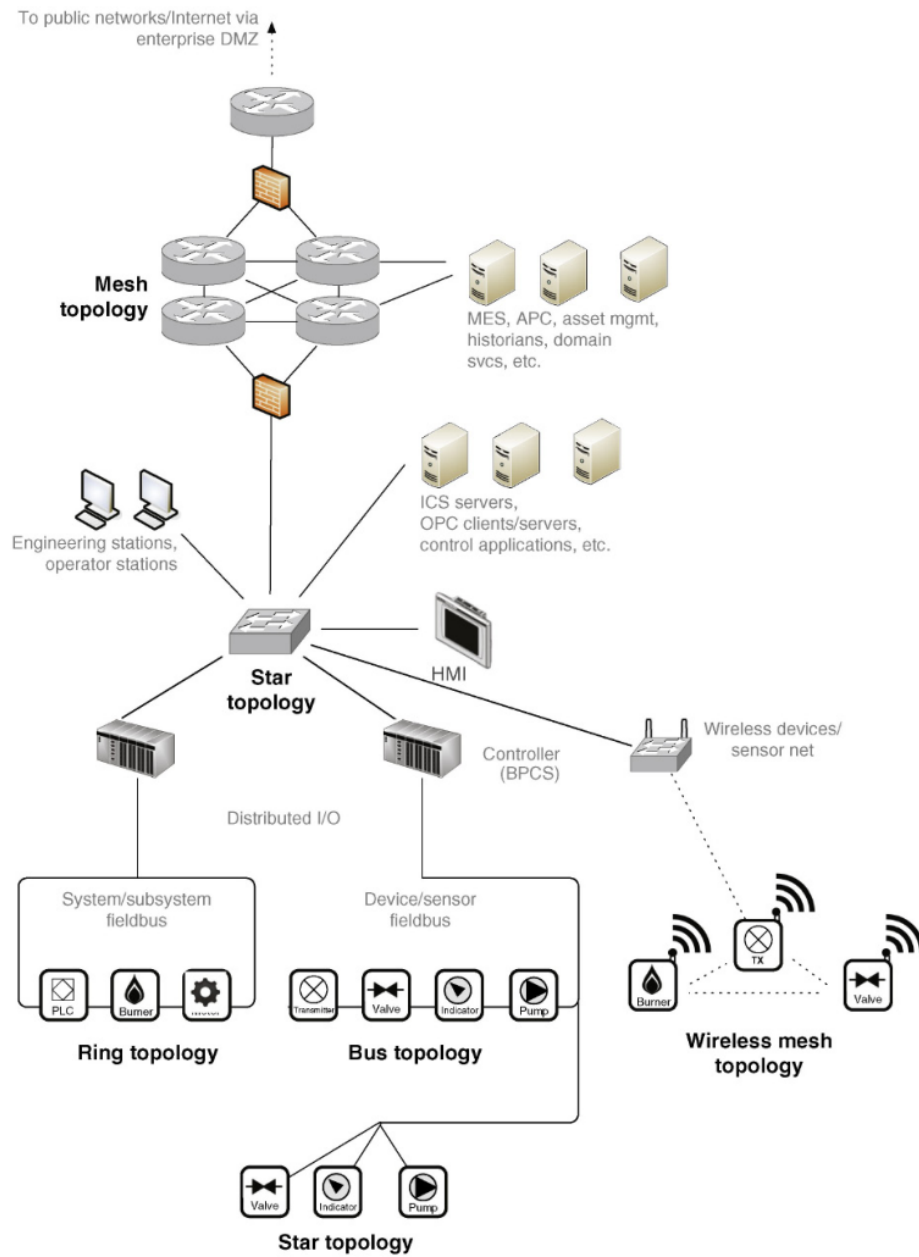 To public networks/Internet via
enterprise DMZ
Mesh
topology
MES, APC, asset mgmt,
historians, domain
svcs, etc.
ICS servers,
OPC clients/servers,
control applications, etc.
Engineering stations,
operator stations
HMI
Star
topology
Wireless devices/
sensor net
Controller
(BPCS)
Distributed I/O
System/subsystem
fieldbus
Device/sensor
fieldbus
TX
Burner
Valve
PLC
Burner
Motor
Transmitter
Valve
Indicator
Pump
Ring topology
Bus topology
Wireless mesh
topology
Valve
Indicator
Pump
Star topology